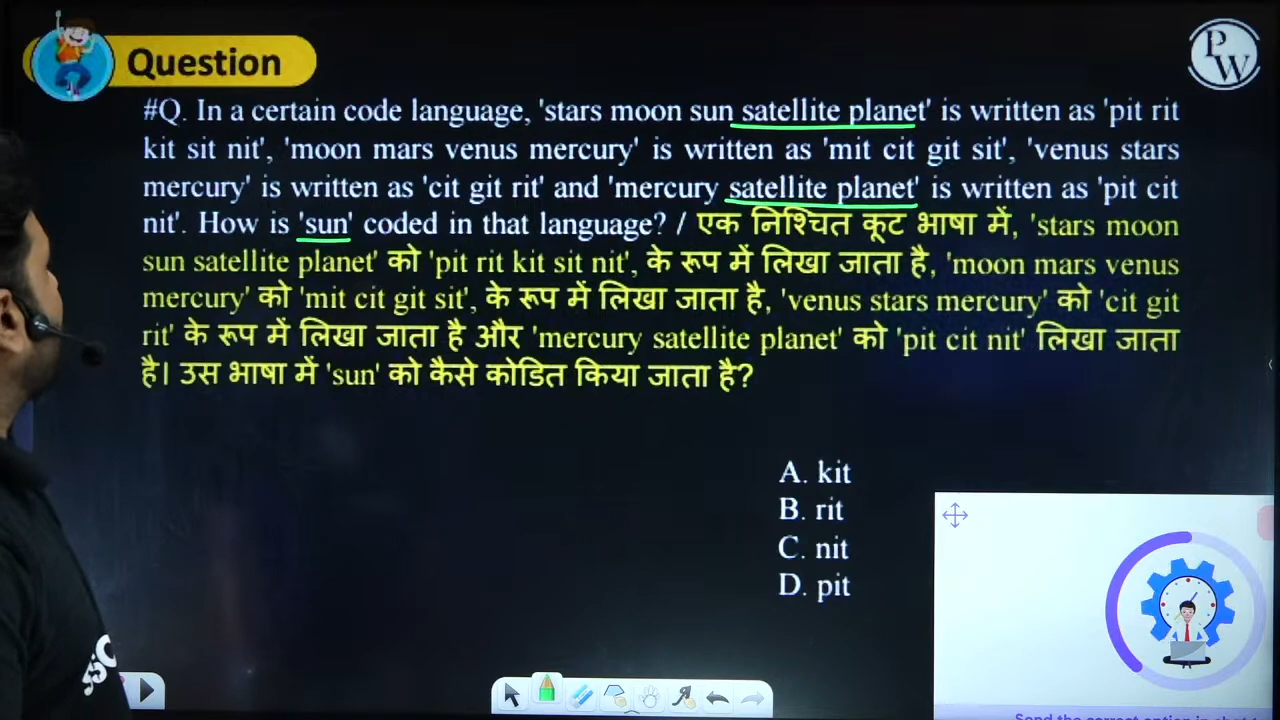 Question
PW
#Q. In a certain code language, 'stars moon sun satellite planet' is written as 'pit rit
kit sit nit', 'moon mars venus mercury' is written as 'mit cit git sit', 'venus stars
mercury' is written as 'cit git rit' and 'mercury satellite planet' is written as 'pit cit
nit'. How is 'sun' coded in that language? / एक निश्चित कूट भाषा में, 'stars moon
sun satellite planet' को 'pit rit kit sit nit', के रूप में लिखा जाता है, 'moon mars venus
mercury' को 'mit cit git sit', के रूप में लिखा जाता है, 'venus stars mercury' को 'cit git
rit' के रूप में लिखा जाता है और 'mercury satellite planet' को 'pit cit nit' लिखा जाता
है। उस भाषा में 'sun' को कैसे कोडित किया जाता है?
A. kit
B. rit
C. nit
D. pit